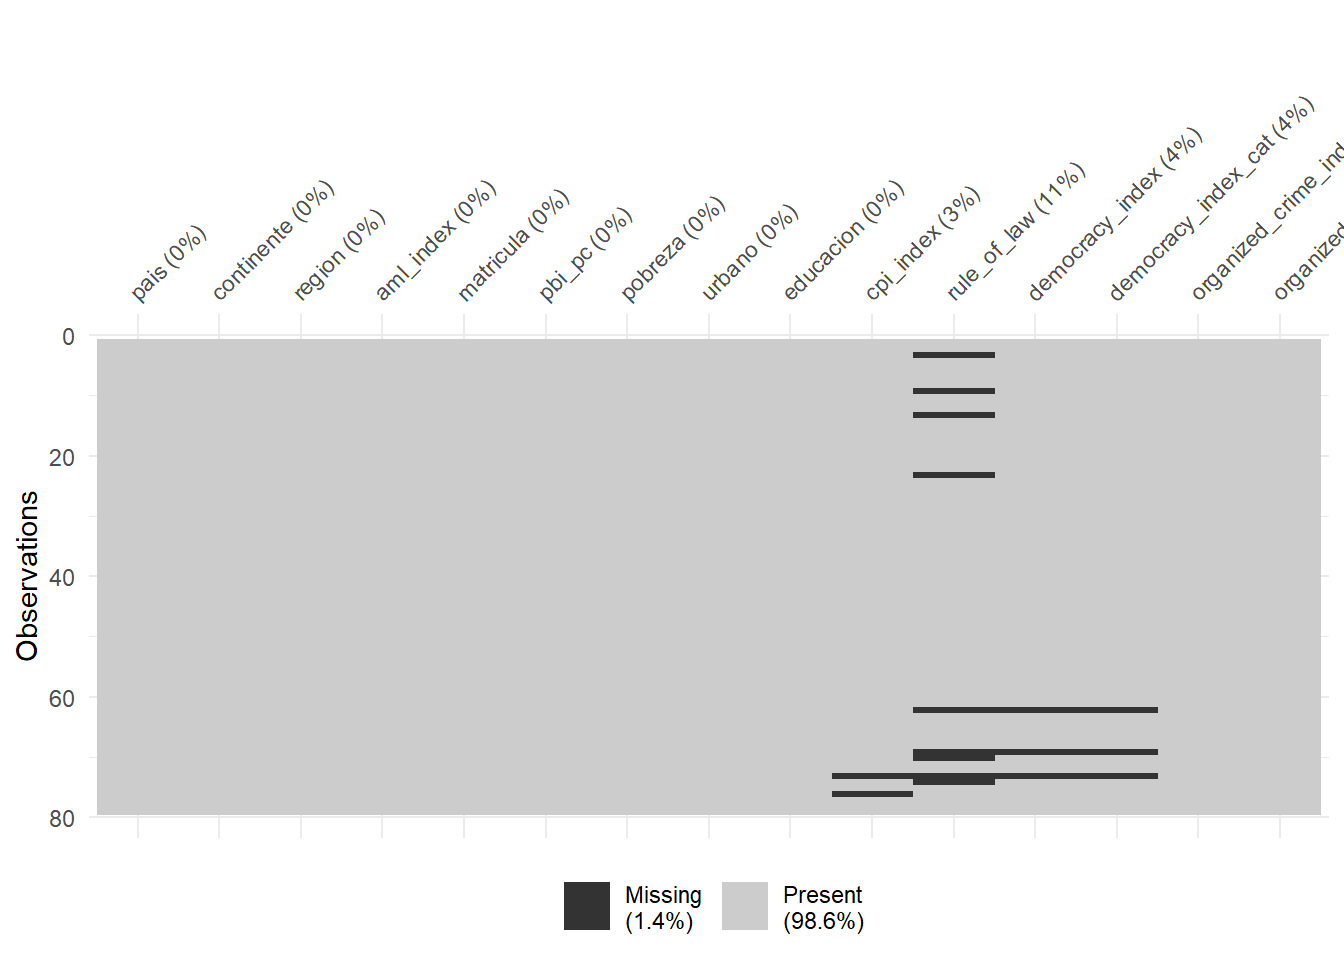 pais (0%)
continente (0%)
region (0%)
aml_index (0%)
matricula (0%)
pbi_pc (0%)
pobreza (0%)
urbano (0%)
educacion (0%)
cpi_index (3%)
rule_of_law (11%)
democracy_index (4%)
democracy_index_cat (4%)
organized_crime_ind
organized
0
20
40
60
80
Observations
Missing
(1.4%)
Present
(98.6%)